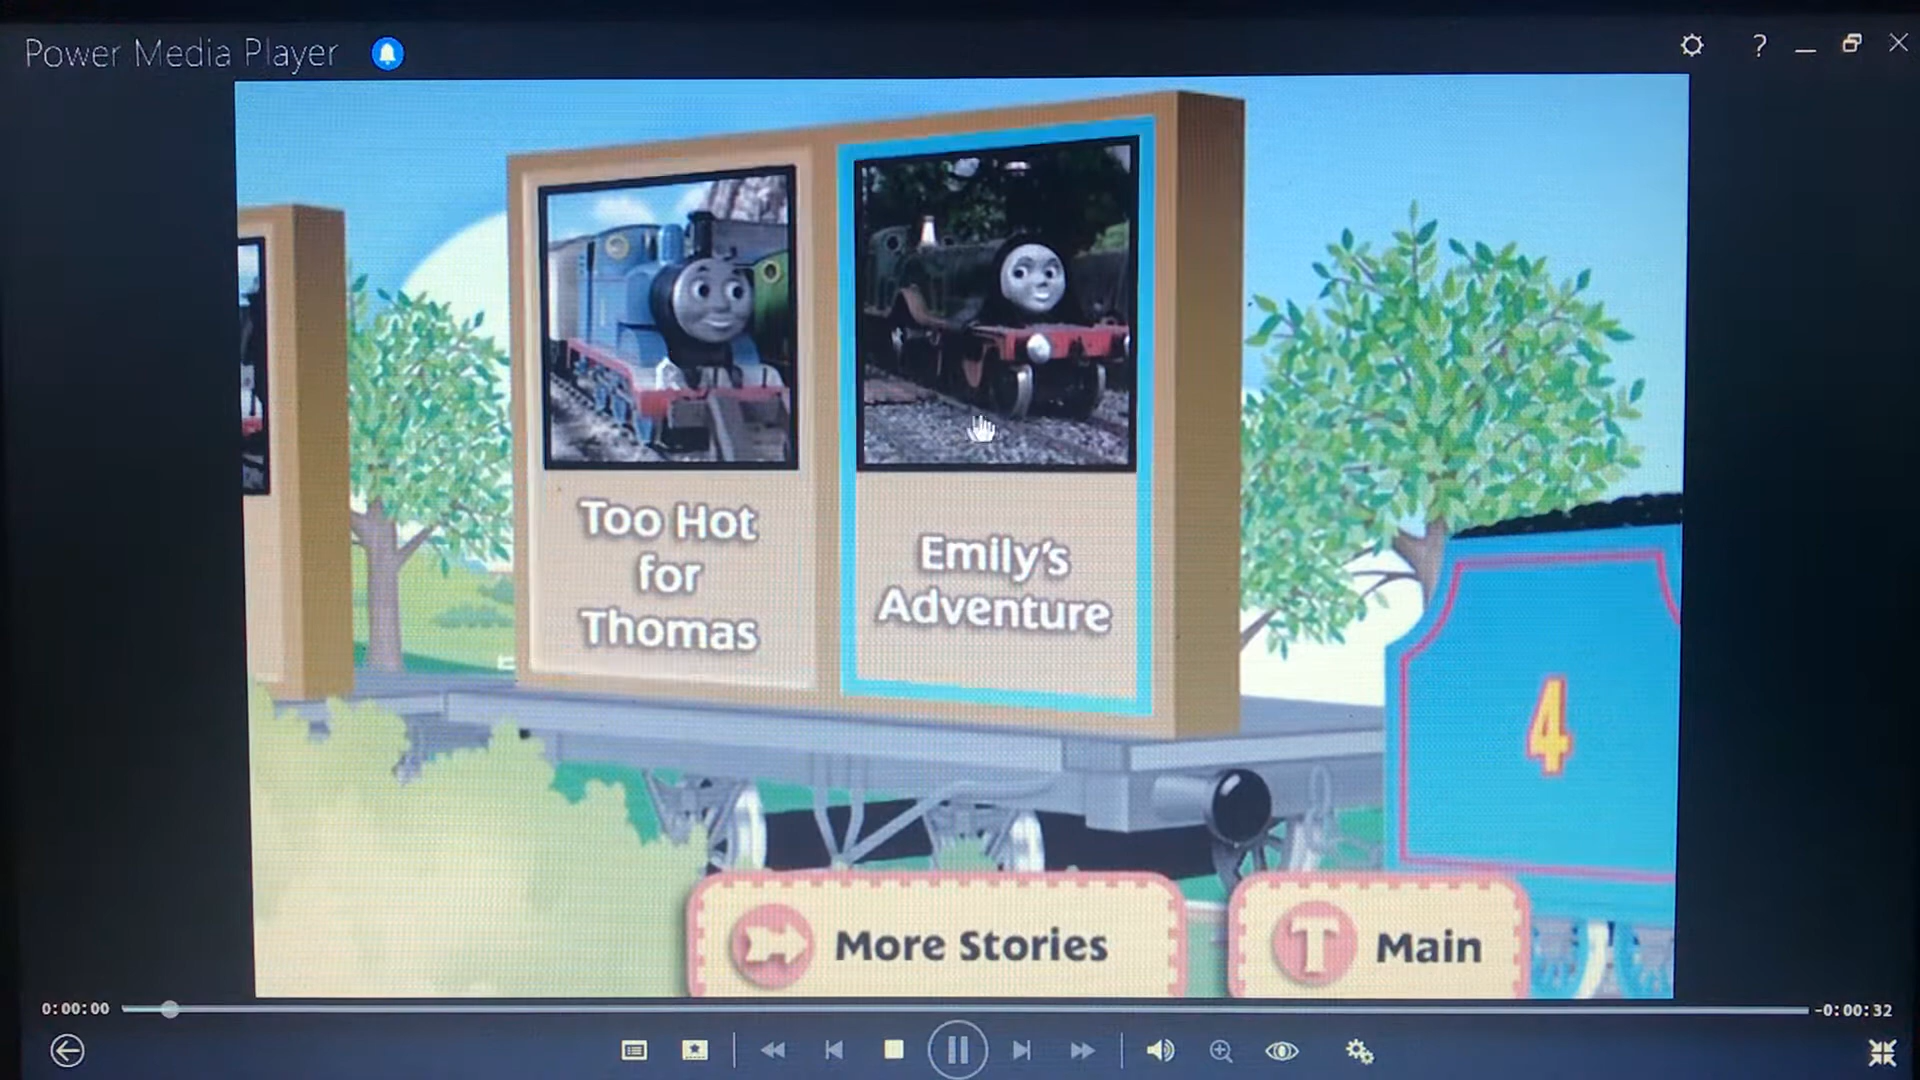 Power Media Player
?
Too Hot
for
Thomas
Emily's
Adventure
4
More Stories
T Main
0:00:00
-0:00:32